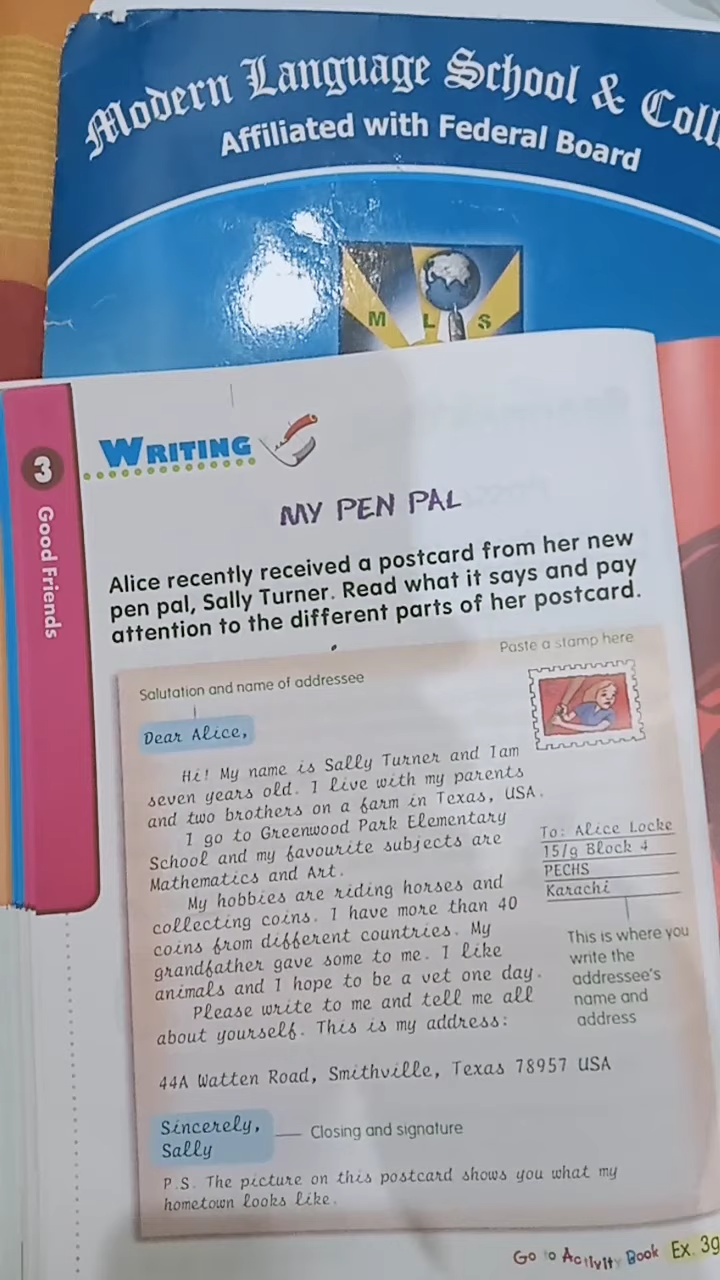 Modern Language School & Coll
Affiliated with Federal Board
M L S
3
Good Friends
WRITING
MY PEN PAL
Alice recently received a postcard from her new
pen pal, Sally Turner. Read what it says and pay
attention to the different parts of her postcard.
Paste a stamp here
Salutation and name of addressee
Dear Alice,
Hi! My name is Sally Turner and I am
seven years old. I live with my parents
and two brothers on a farm in Texas, USA.
I go to Greenwood Park Elementary
School and my favourite subjects are
Mathematics and Art.
My hobbies are riding horses and
collecting coins. I have more than 40
coins from different countries. My
grandfather gave some to me. I like
animals and I hope to be a vet one day.
Please write to me and tell me all
about yourself. This is my address:
44A Watten Road, Smithville, Texas 78957 USA
To: Alice Locke
15/g Block 4
PECHS
Karachi
This is where you
write the
addressee's
name and
address
Sincerely,
Sally
Closing and signature
P.S. The picture on this postcard shows you what my
hometown looks like.
Go to Activity Book Ex. 3g